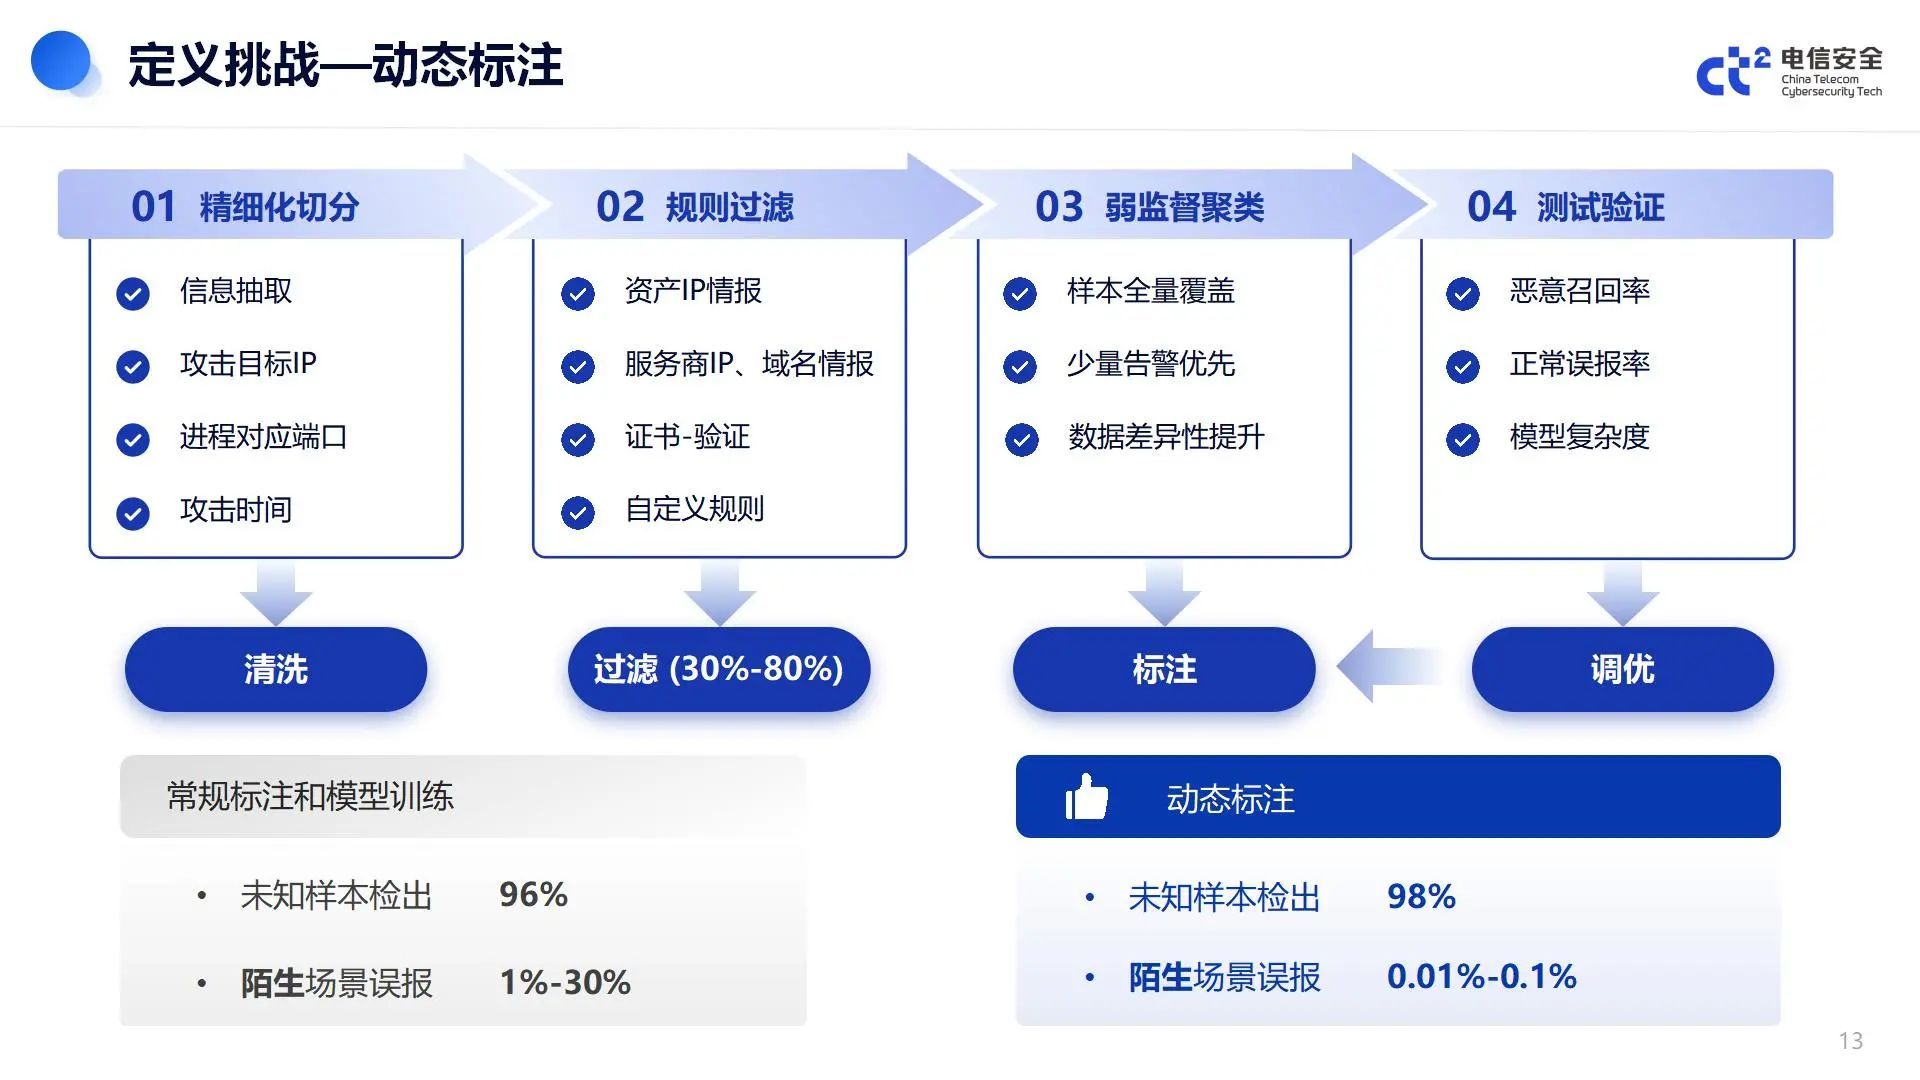 定义挑战—动态标注
ct² 电信安全
China Telecom
Cybersecurity Tech
01 精细化切分
信息抽取
攻击目标IP
进程对应端口
攻击时间
清洗
02 规则过滤
资产IP情报
服务商IP、域名情报
证书-验证
自定义规则
过滤 (30%-80%)
03 弱监督聚类
样本全量覆盖
少量告警优先
数据差异性提升
标注
04 测试验证
恶意召回率
正常误报率
模型复杂度
调优
常规标注和模型训练
• 未知样本检出 96%
• 陌生场景误报 1%-30%
动态标注
• 未知样本检出 98%
• 陌生场景误报 0.01%-0.1%
13